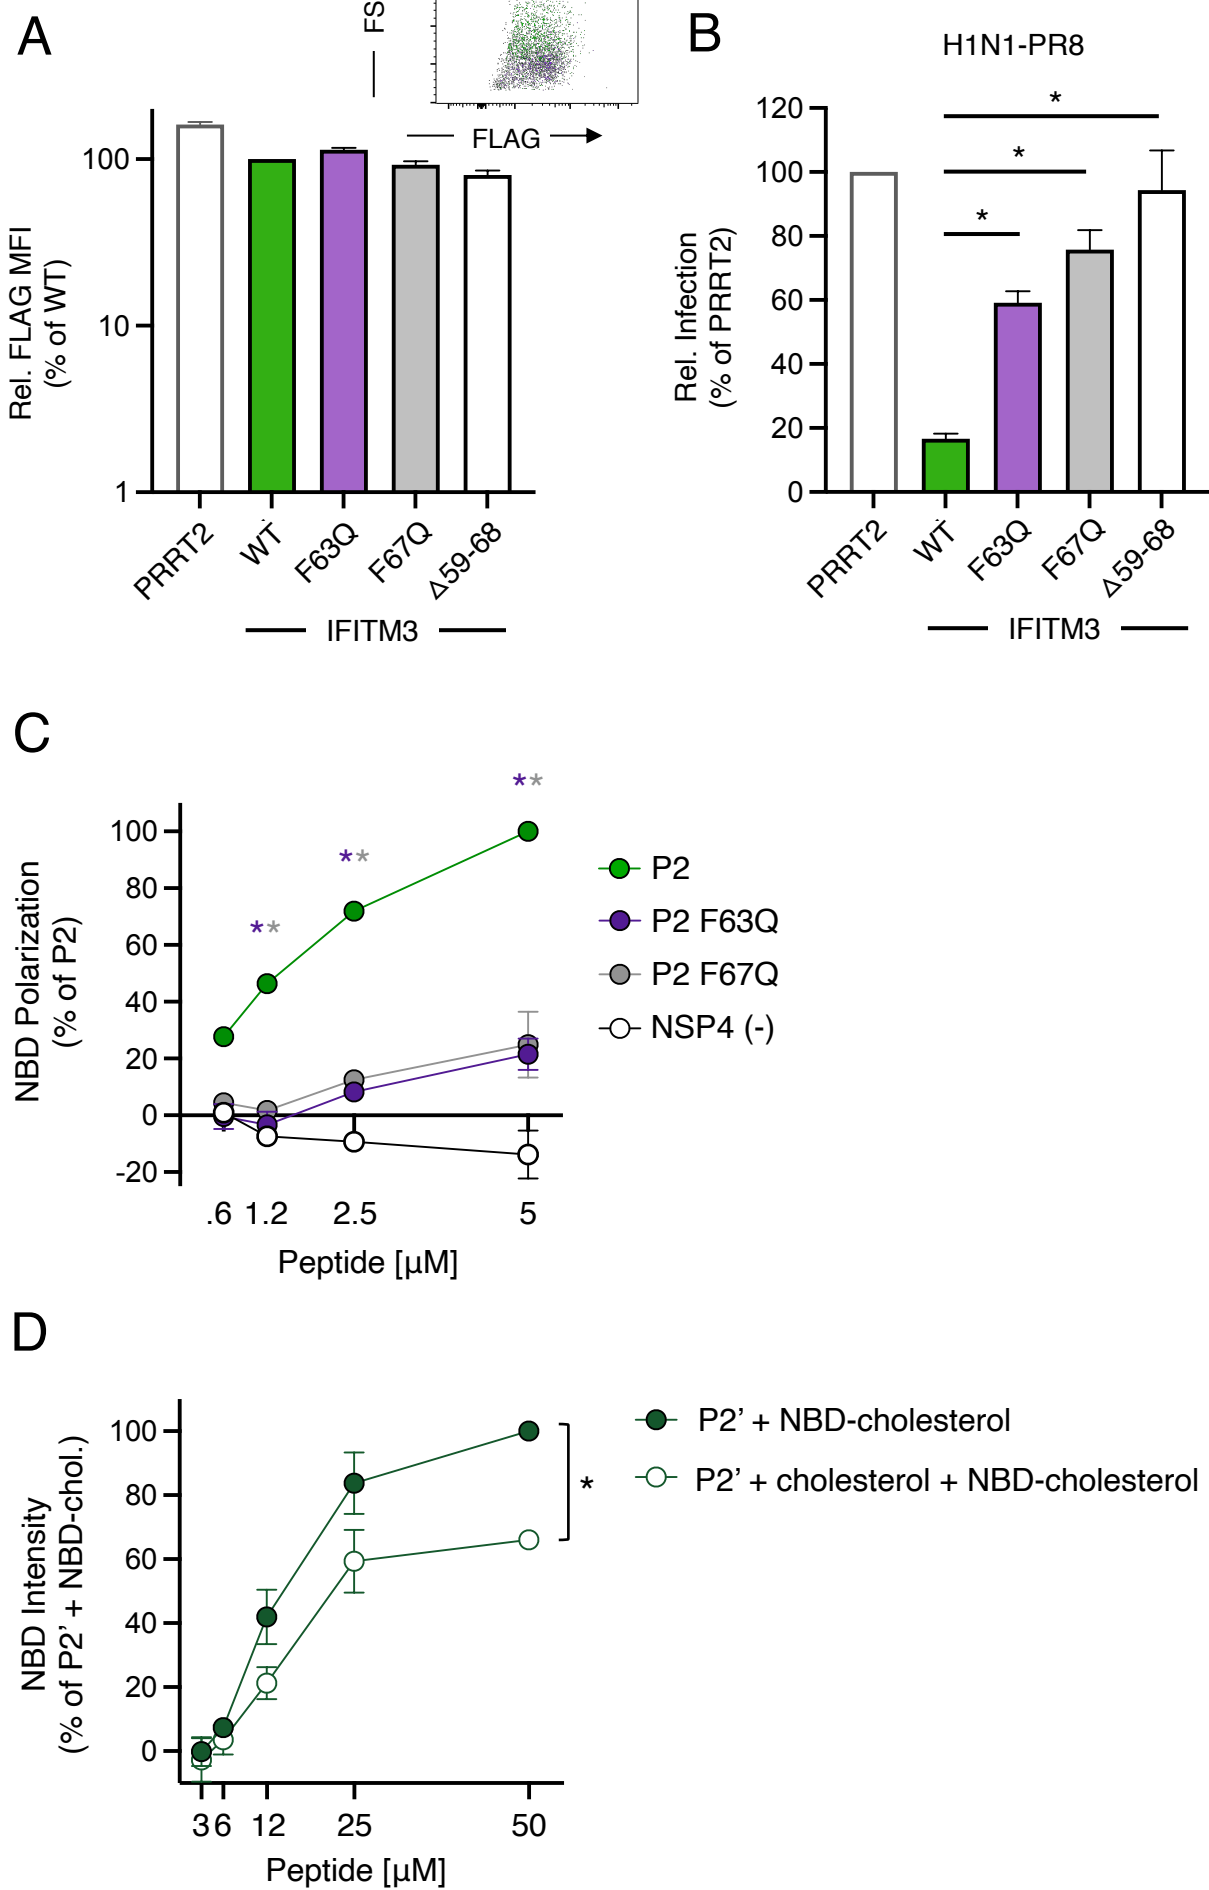 A
FS
FLAG
Rel. FLAG MFI
(% of WT)
100
10
1
PRRT2
WT
F63Q
F67Q
Δ59-68
IFITM3
B
H1N1-PR8
Rel. Infection
(% of PRRT2)
120
100
80
60
40
20
0
*
*
*
PRRT2
WT
F63Q
F67Q
Δ59-68
IFITM3
C
NBD Polarization
(% of P2)
100
80
60
40
20
0
-20
**
**
**
.6 1.2 2.5 5
Peptide [µM]
P2
P2 F63Q
P2 F67Q
NSP4 (-)
D
NBD Intensity
(% of P2’ + NBD-chol.)
100
80
60
40
20
0
*
3 6 12 25 50
Peptide [µM]
P2’ + NBD-cholesterol
P2’ + cholesterol + NBD-cholesterol